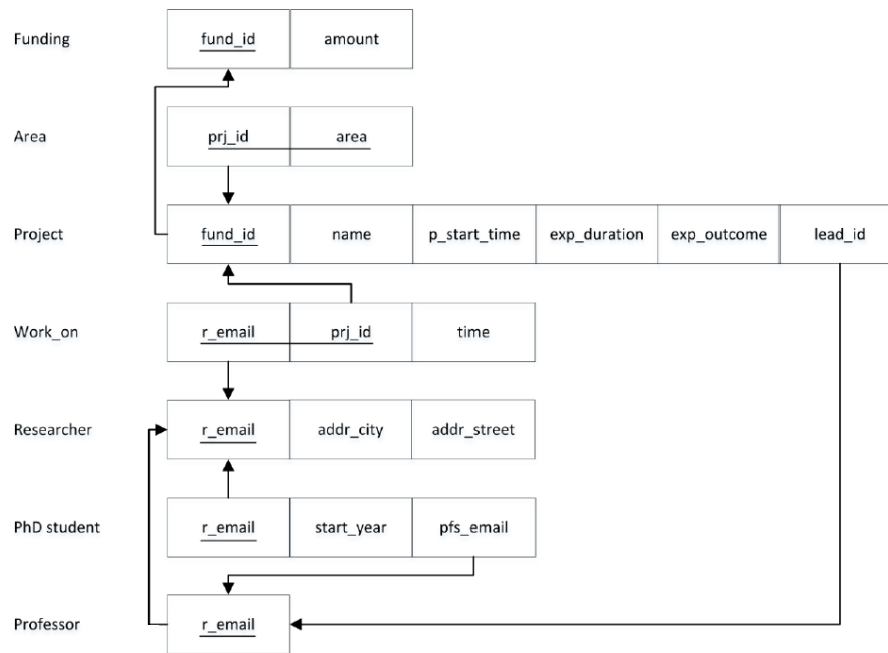 Funding fund_id amount
Area prj_id area
Project fund_id name p_start_time exp_duration exp_outcome lead_id
Work_on r_email prj_id time
Researcher r_email addr_city addr_street
PhD student r_email start_year pfs_email
Professor r_email